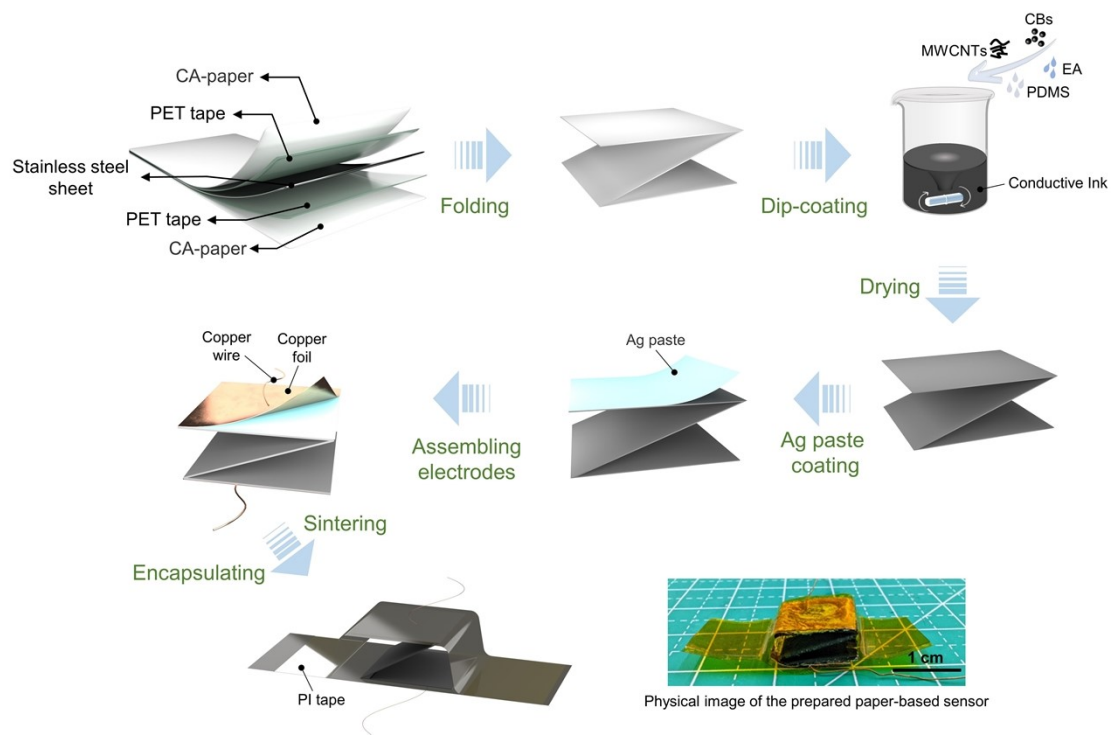 CA-paper
PET tape
Stainless steel
sheet
PET tape
CA-paper
Folding
Dip-coating
CBs
MWCNTs
EA
PDMS
Conductive Ink
Drying
Copper
wire
Copper
foil
Ag paste
Assembling
electrodes
Ag paste
coating
Sintering
Encapsulating
PI tape
1 cm
Physical image of the prepared paper-based sensor